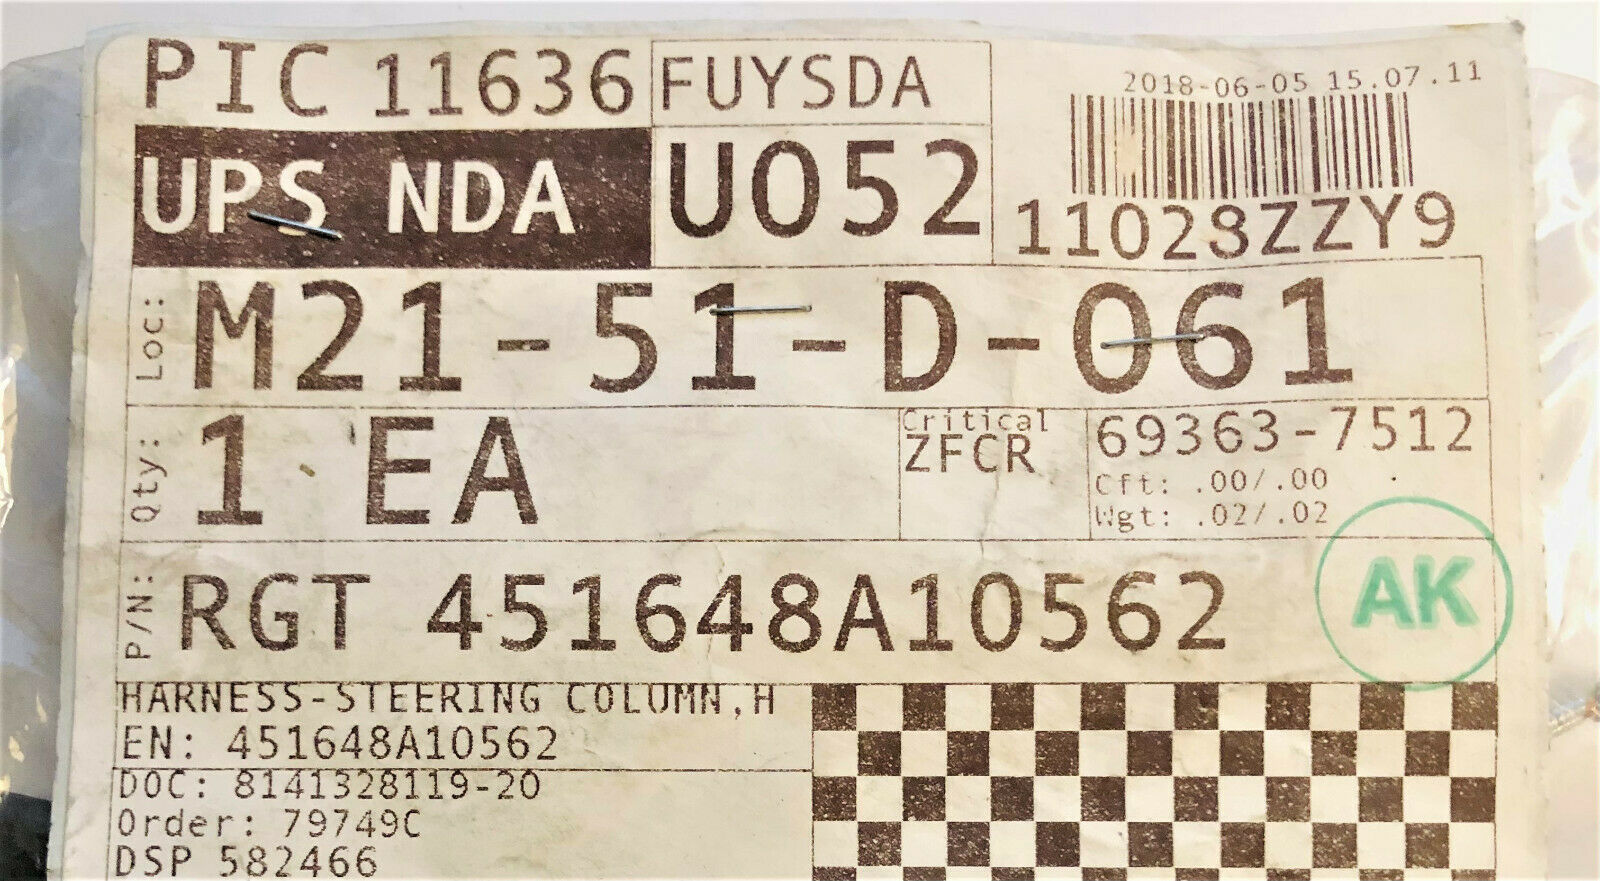 PIC 11636 FUYSDA
2018-06-05 15.07.11
UPS NDA U052
11028ZZY9
Loc: M21-51-D-061
Qty: 1 EA
Critical
ZFCR
69363-7512
Cft: .00/.00
Wgt: .02/.02
P/N: RGT 451648A10562
AK
HARNESS-STEERING COLUMN,H
EN: 451648A10562
DOC: 8141328119-20
Order: 79749C
DSP 582466